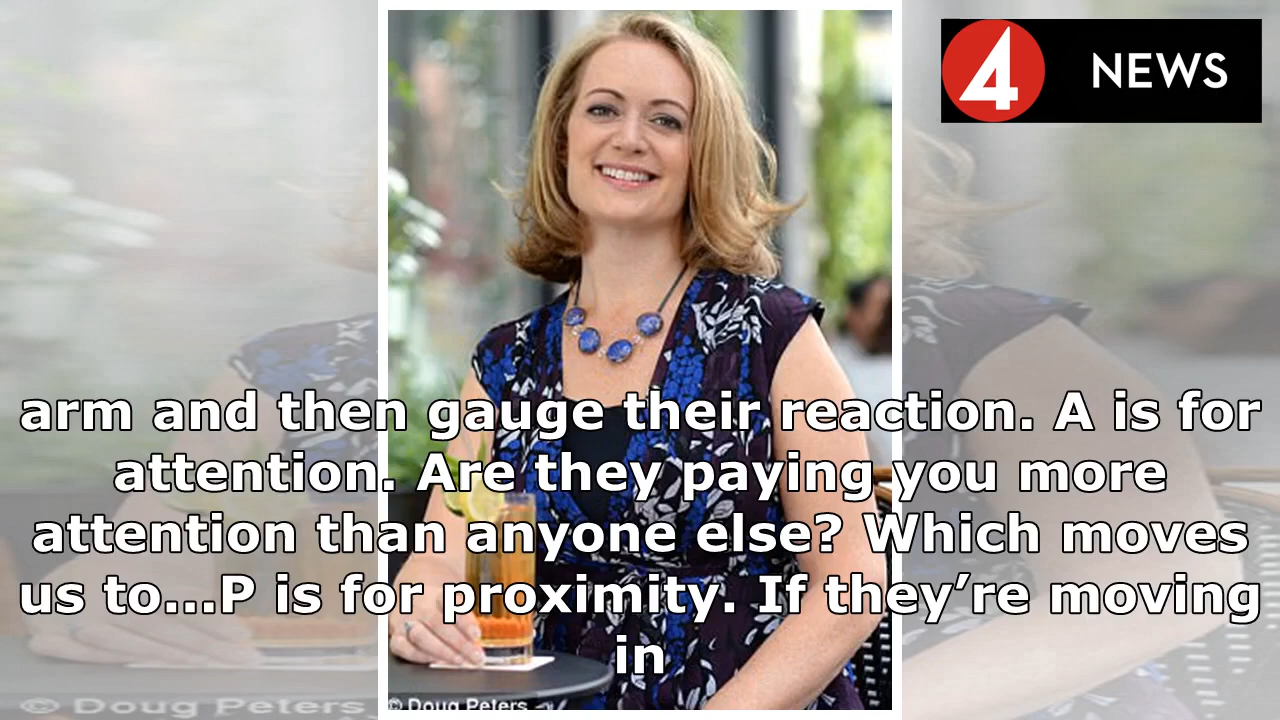 4 NEWS
arm and then gauge their reaction. A is for
attention. Are they paying you more
attention than anyone else? Which moves
us to...P is for proximity. If they’re moving
in
© Doug Peters
© Doug Peters